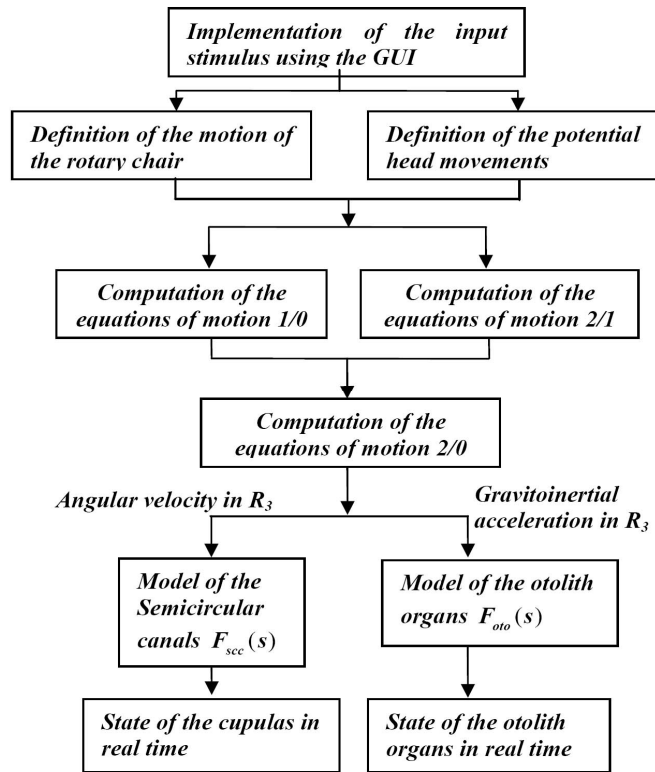 Implementation of the input
stimulus using the GUI
Definition of the motion of
the rotary chair
Definition of the potential
head movements
Computation of the
equations of motion 1/0
Computation of the
equations of motion 2/1
Computation of the
equations of motion 2/0
Angular velocity in R₃
Gravitoinertial
acceleration in R₃
Model of the
Semicircular
canals F_scc(s)
Model of the otolith
organs F_oto(s)
State of the cupulas in
real time
State of the otolith
organs in real time